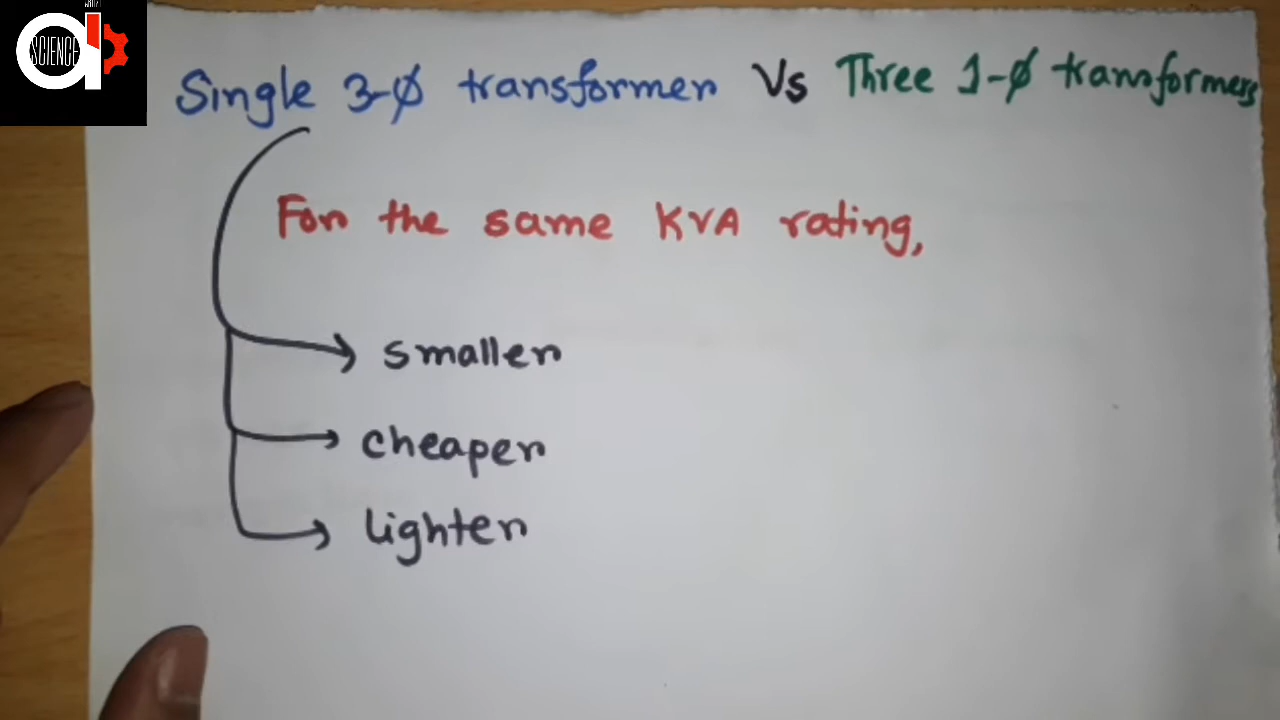 SCIENCE
Single 3-Ø transformer Vs Three 1-Ø transformers
For the same KVA rating,
smaller
cheaper
lighter